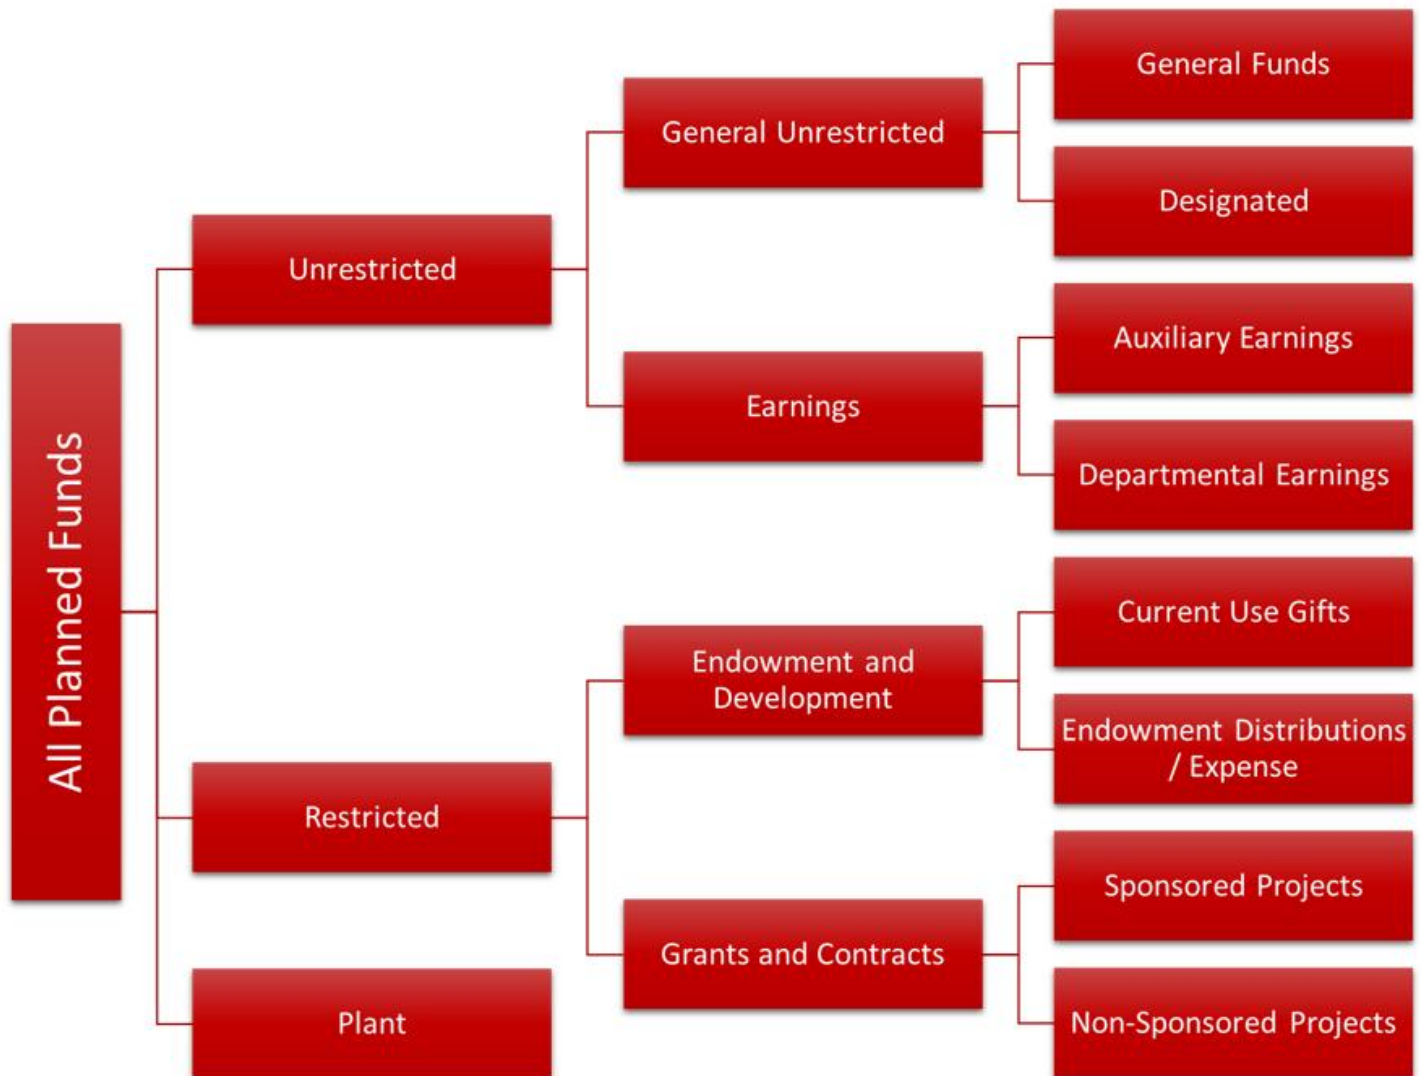 All Planned Funds
Unrestricted
General Unrestricted
General Funds
Designated
Earnings
Auxiliary Earnings
Departmental Earnings
Restricted
Endowment and
Development
Current Use Gifts
Endowment Distributions
/ Expense
Grants and Contracts
Sponsored Projects
Non-Sponsored Projects
Plant